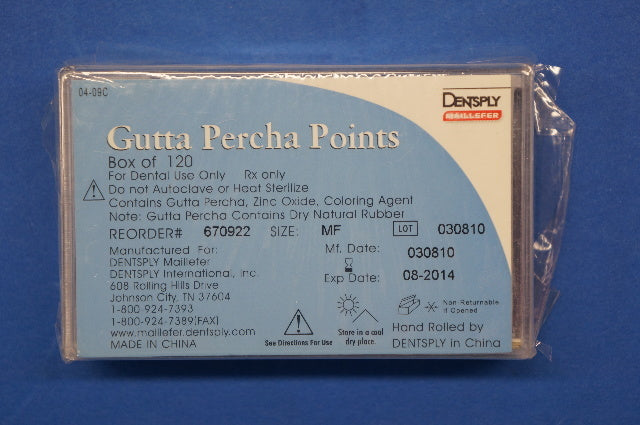 04-09C
DENTSPLY
MAILLEFER
Gutta Percha Points
Box of 120
For Dental Use Only Rx only
Do not Autoclave or Heat Sterilize
Contains Gutta Percha, Zinc Oxide, Coloring Agent
Note: Gutta Percha Contains Dry Natural Rubber
REORDER# 670922 SIZE: MF LOT 030810
Manufactured For:
DENTSPLY Maillefer
DENTSPLY International, Inc.
608 Rolling Hills Drive
Johnson City, TN 37604
1-800-924-7393
1-800-924-7389(FAX)
www.maillefer.dentsply.com
MADE IN CHINA
Mf. Date: 030810
Exp Date: 08-2014
See Directions For Use
Store in a cool
dry place.
Non-Returnable
if Opened
Hand Rolled by
DENTSPLY in China